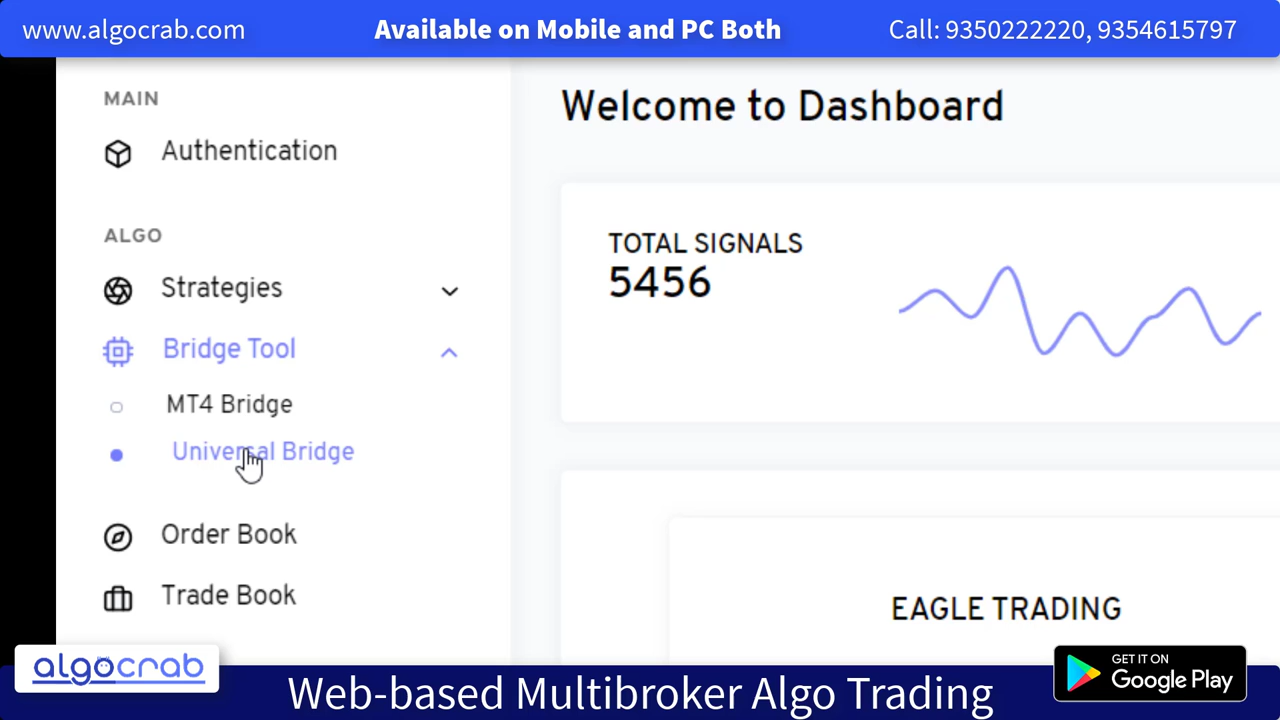 www.algocrab.com
Available on Mobile and PC Both
Call: 9350222220, 9354615797
MAIN
Authentication
ALGO
Strategies
Bridge Tool
MT4 Bridge
Universal Bridge
Order Book
Trade Book
Welcome to Dashboard
TOTAL SIGNALS
5456
EAGLE TRADING
algocrab
Web-based Multibroker Algo Trading
GET IT ON
Google Play